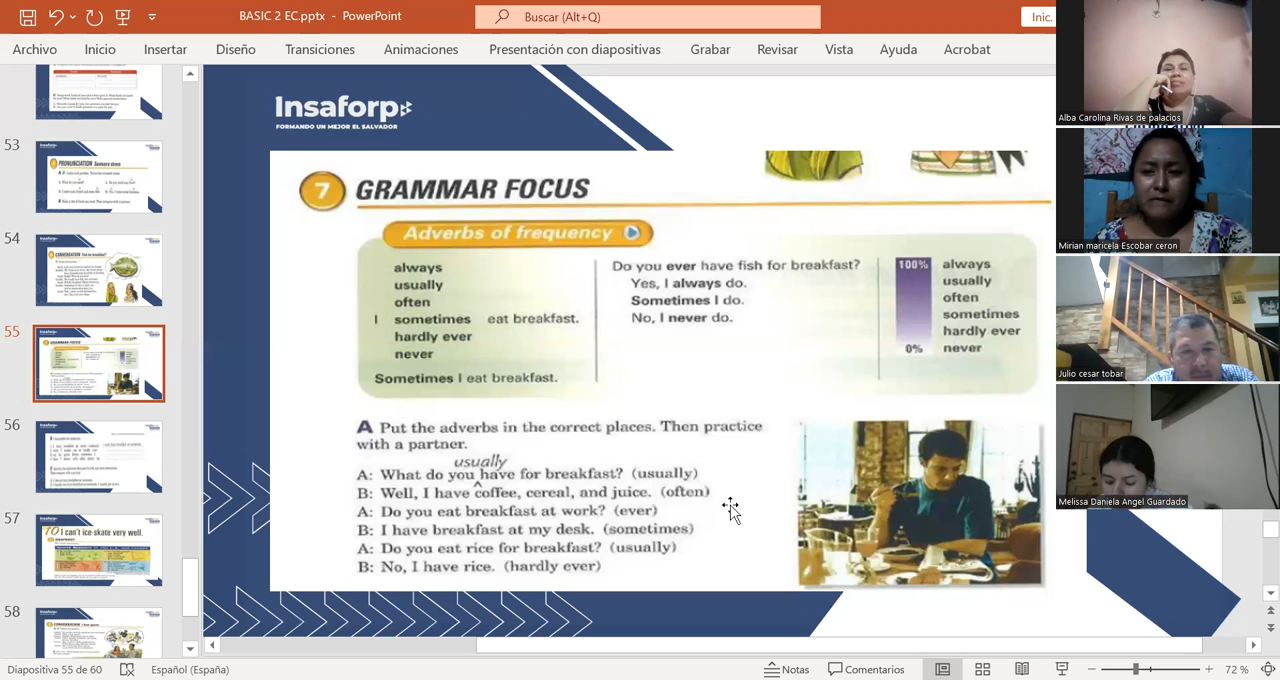 BASIC 2 EC.pptx - PowerPoint
Buscar (Alt+Q)
Inic.
Archivo Inicio Insertar Diseño Transiciones Animaciones Presentación con diapositivas Grabar Revisar Vista Ayuda Acrobat
53
54
55
56
57
58
PRONUNCIATION Sentence stress
GRAMMAR FOCUS
10 I can't ice-skate very well.
Insaforp
FORMANDO UN MEJOR EL SALVADOR
7 GRAMMAR FOCUS
Adverbs of frequency
always
usually
often
I sometimes eat breakfast.
hardly ever
never
Sometimes I eat breakfast.
Do you ever have fish for breakfast?
Yes, I always do.
Sometimes I do.
No, I never do.
100% always
usually
often
sometimes
hardly ever
0% never
A Put the adverbs in the correct places. Then practice
with a partner.
usually
A: What do you have for breakfast? (usually)
^
B: Well, I have coffee, cereal, and juice. (often)
A: Do you eat breakfast at work? (ever)
B: I have breakfast at my desk. (sometimes)
A: Do you eat rice for breakfast? (usually)
B: No, I have rice. (hardly ever)
Alba Carolina Rivas de palacios
Mirian maricela Escobar ceron
Julio cesar tobar
Melissa Daniela Angel Guardado
Diapositiva 55 de 60 Español (España) Notas Comentarios 72 %